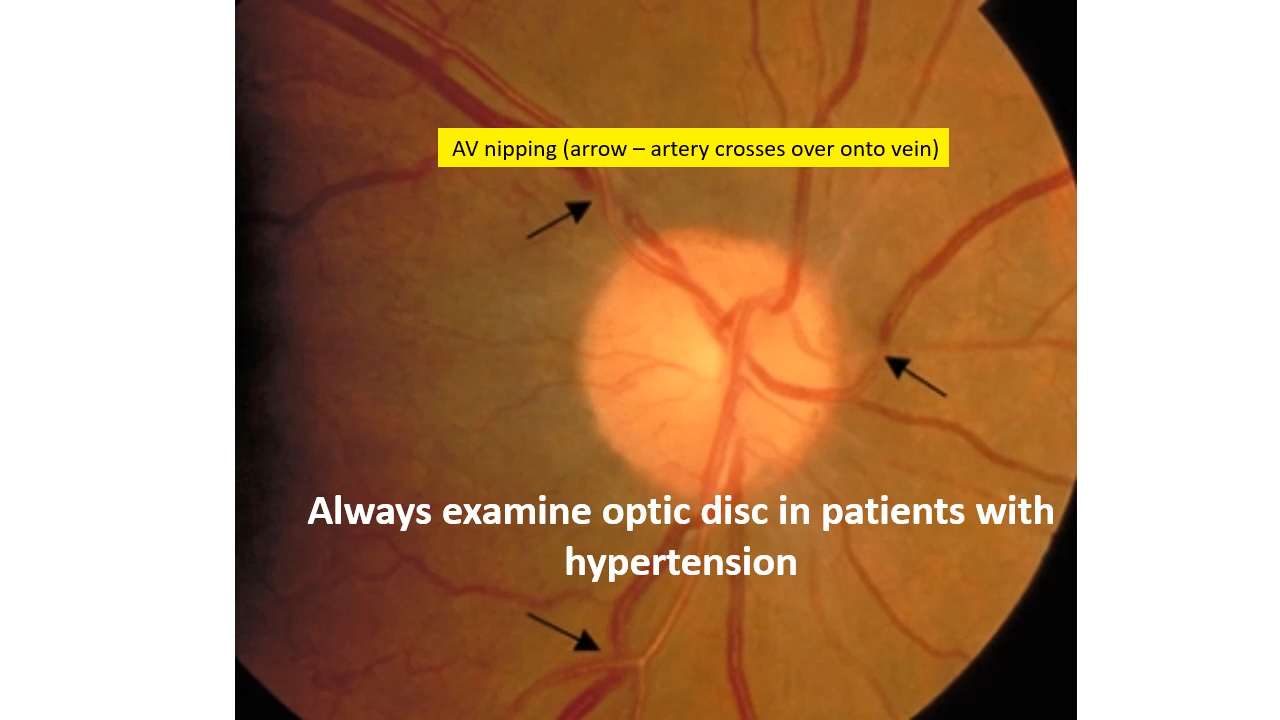 AV nipping (arrow – artery crosses over onto vein)
Always examine optic disc in patients with
hypertension